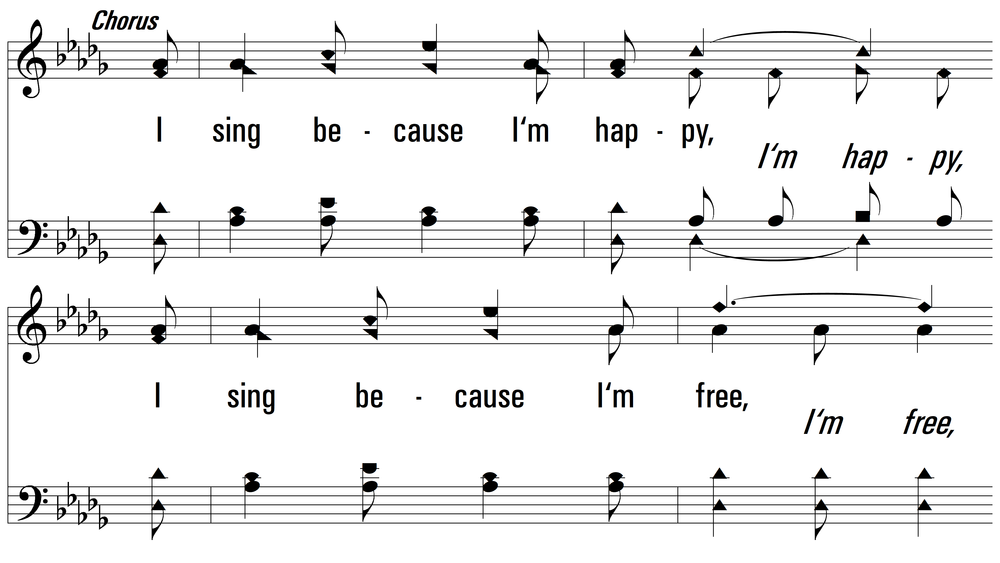 Chorus
I sing be - cause I‘m hap - py,
I‘m hap - py,
I sing be - cause I‘m free,
I‘m free,